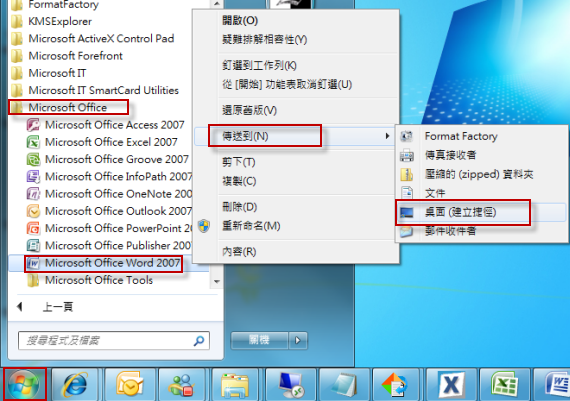 FormatFactory
KMSExplorer
Microsoft ActiveX Control Pad
Microsoft Forefront
Microsoft IT
Microsoft IT SmartCard Utilities
Microsoft Office
Microsoft Office Access 2007
Microsoft Office Excel 2007
Microsoft Office Groove 2007
Microsoft Office InfoPath 2007
Microsoft Office OneNote 2007
Microsoft Office Outlook 2007
Microsoft Office PowerPoint 20
Microsoft Office Publisher 200
Microsoft Office Word 2007
Microsoft Office Tools
上一頁
搜尋程式及檔案
關機
開啟(O)
疑難排解相容性(Y)
釘選到工作列(K)
從 [開始] 功能表取消釘選(U)
還原舊版(V)
傳送到(N)
剪下(T)
複製(C)
刪除(D)
重新命名(M)
內容(R)
Format Factory
傳真接收者
壓縮的 (zipped) 資料夾
文件
桌面 (建立捷徑)
郵件收件者